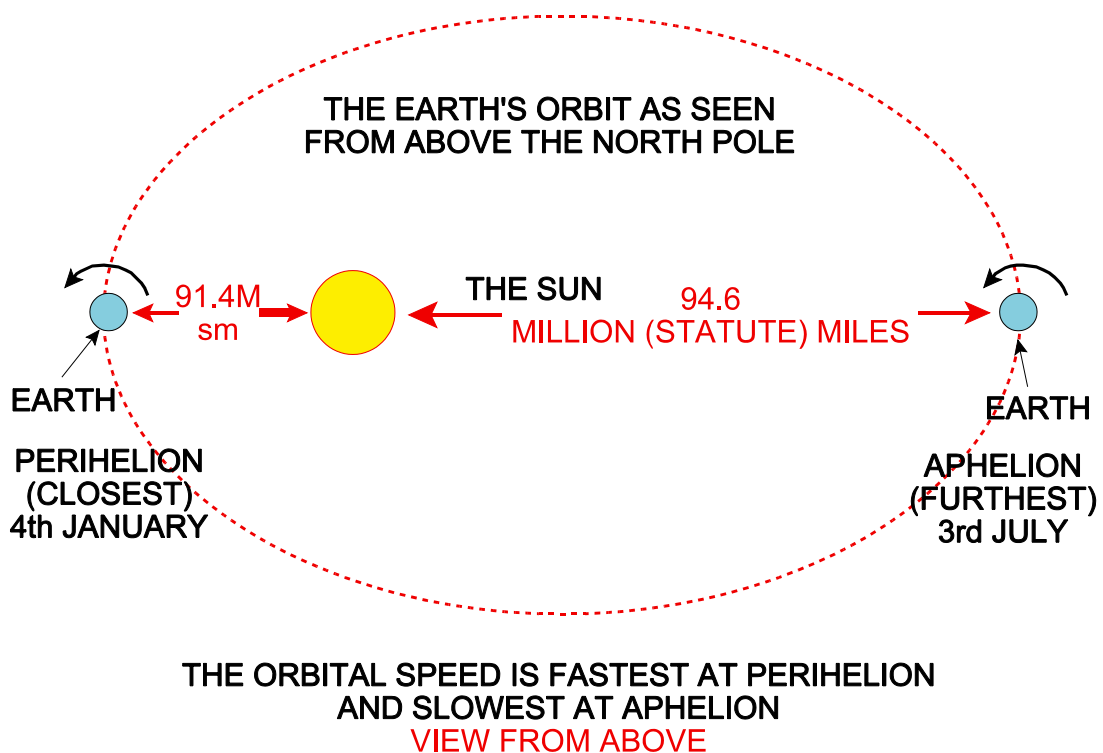 THE EARTH'S ORBIT AS SEEN
FROM ABOVE THE NORTH POLE
91.4M
sm
THE SUN
94.6
MILLION (STATUTE) MILES
EARTH
EARTH
PERIHELION
(CLOSEST)
4th JANUARY
APHELION
(FURTHEST)
3rd JULY
THE ORBITAL SPEED IS FASTEST AT PERIHELION
AND SLOWEST AT APHELION
VIEW FROM ABOVE